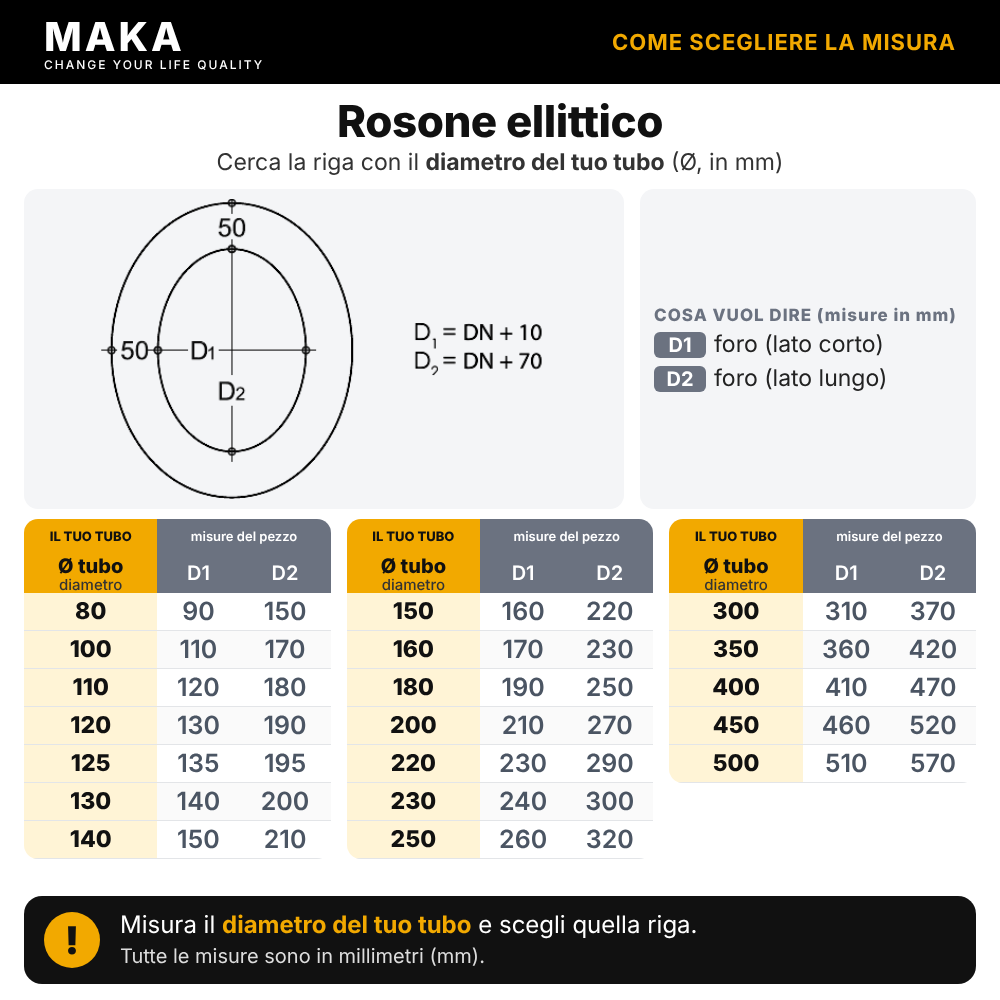 MAKA
CHANGE YOUR LIFE QUALITY
COME SCEGLIERE LA MISURA
Rosone ellittico
Cerca la riga con il diametro del tuo tubo (Ø, in mm)
50
50
D1
D2
D1 = DN + 10
D2 = DN + 70
COSA VUOL DIRE (misure in mm)
D1 foro (lato corto)
D2 foro (lato lungo)
IL TUO TUBO misure del pezzo
Ø tubo D1 D2
diametro
80 90 150
100 110 170
110 120 180
120 130 190
125 135 195
130 140 200
140 150 210
IL TUO TUBO misure del pezzo
Ø tubo D1 D2
diametro
150 160 220
160 170 230
180 190 250
200 210 270
220 230 290
230 240 300
250 260 320
IL TUO TUBO misure del pezzo
Ø tubo D1 D2
diametro
300 310 370
350 360 420
400 410 470
450 460 520
500 510 570
! Misura il diametro del tuo tubo e scegli quella riga.
Tutte le misure sono in millimetri (mm).